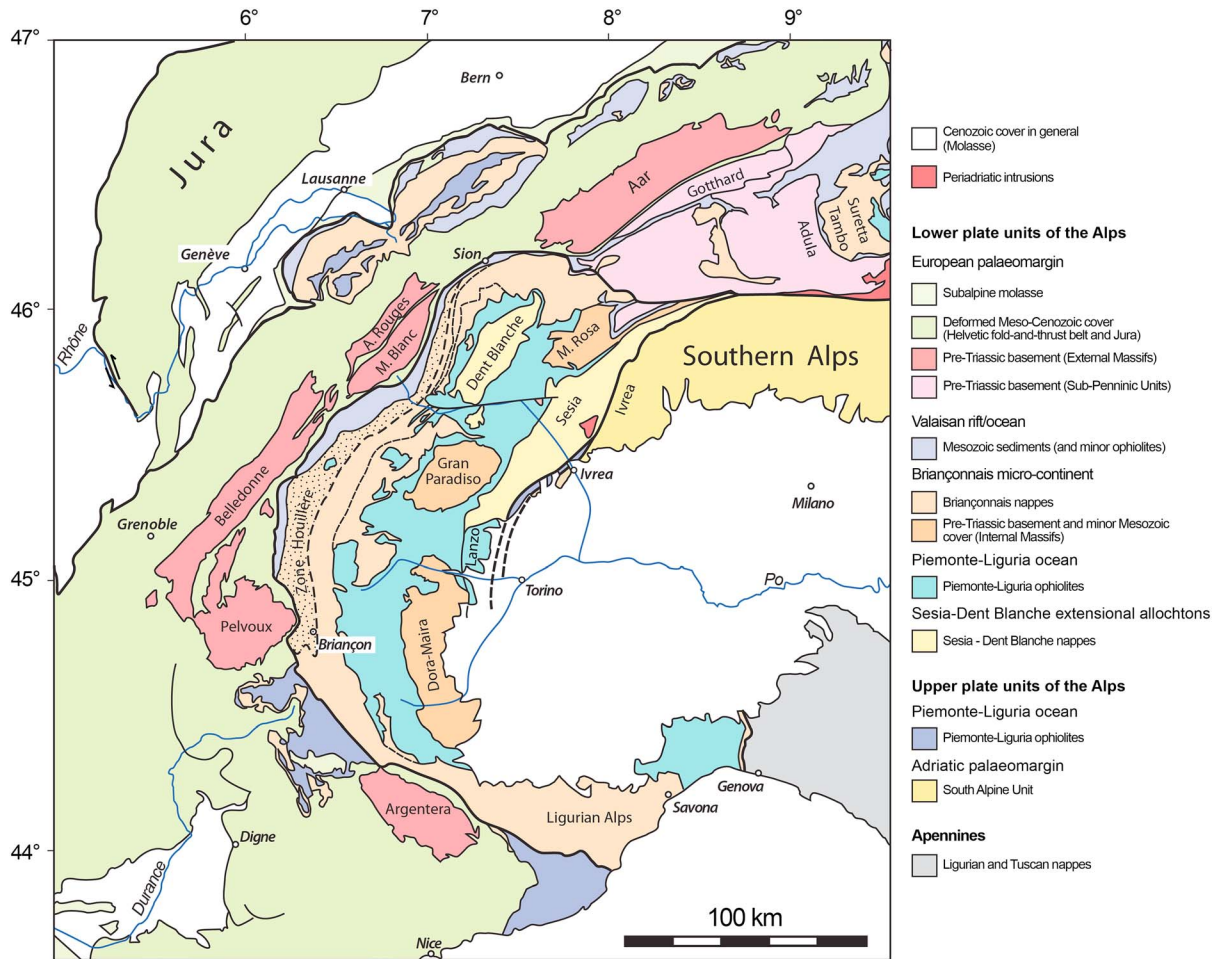 6°
7°
8°
9°
47°
46°
45°
44°
Bern
Jura
Lausanne
Genève
Rhône
Sion
Aar
Gotthard
Adula
Tambo
Suretta
A. Rouges
M. Blanc
Dent Blanche
M. Rosa
Southern Alps
Sesia
Ivrea
Ivrea
Gran
Paradiso
Belledonne
Grenoble
Zone Houillère
Milano
Lanzo
Torino
Po
Pelvoux
Briançon
Dora-Maira
Argentera
Ligurian Alps
Savona
Genova
Digne
Durance
Nice
100 km
Cenozoic cover in general
(Molasse)
Periadriatic intrusions
Lower plate units of the Alps
European palaeomargin
Subalpine molasse
Deformed Meso-Cenozoic cover
(Helvetic fold-and-thrust belt and Jura)
Pre-Triassic basement (External Massifs)
Pre-Triassic basement (Sub-Penninic Units)
Valaisan rift/ocean
Mesozoic sediments (and minor ophiolites)
Briançonnais micro-continent
Briançonnais nappes
Pre-Triassic basement and minor Mesozoic
cover (Internal Massifs)
Piemonte-Liguria ocean
Piemonte-Liguria ophiolites
Sesia-Dent Blanche extensional allochtons
Sesia - Dent Blanche nappes
Upper plate units of the Alps
Piemonte-Liguria ocean
Piemonte-Liguria ophiolites
Adriatic palaeomargin
South Alpine Unit
Apennines
Ligurian and Tuscan nappes